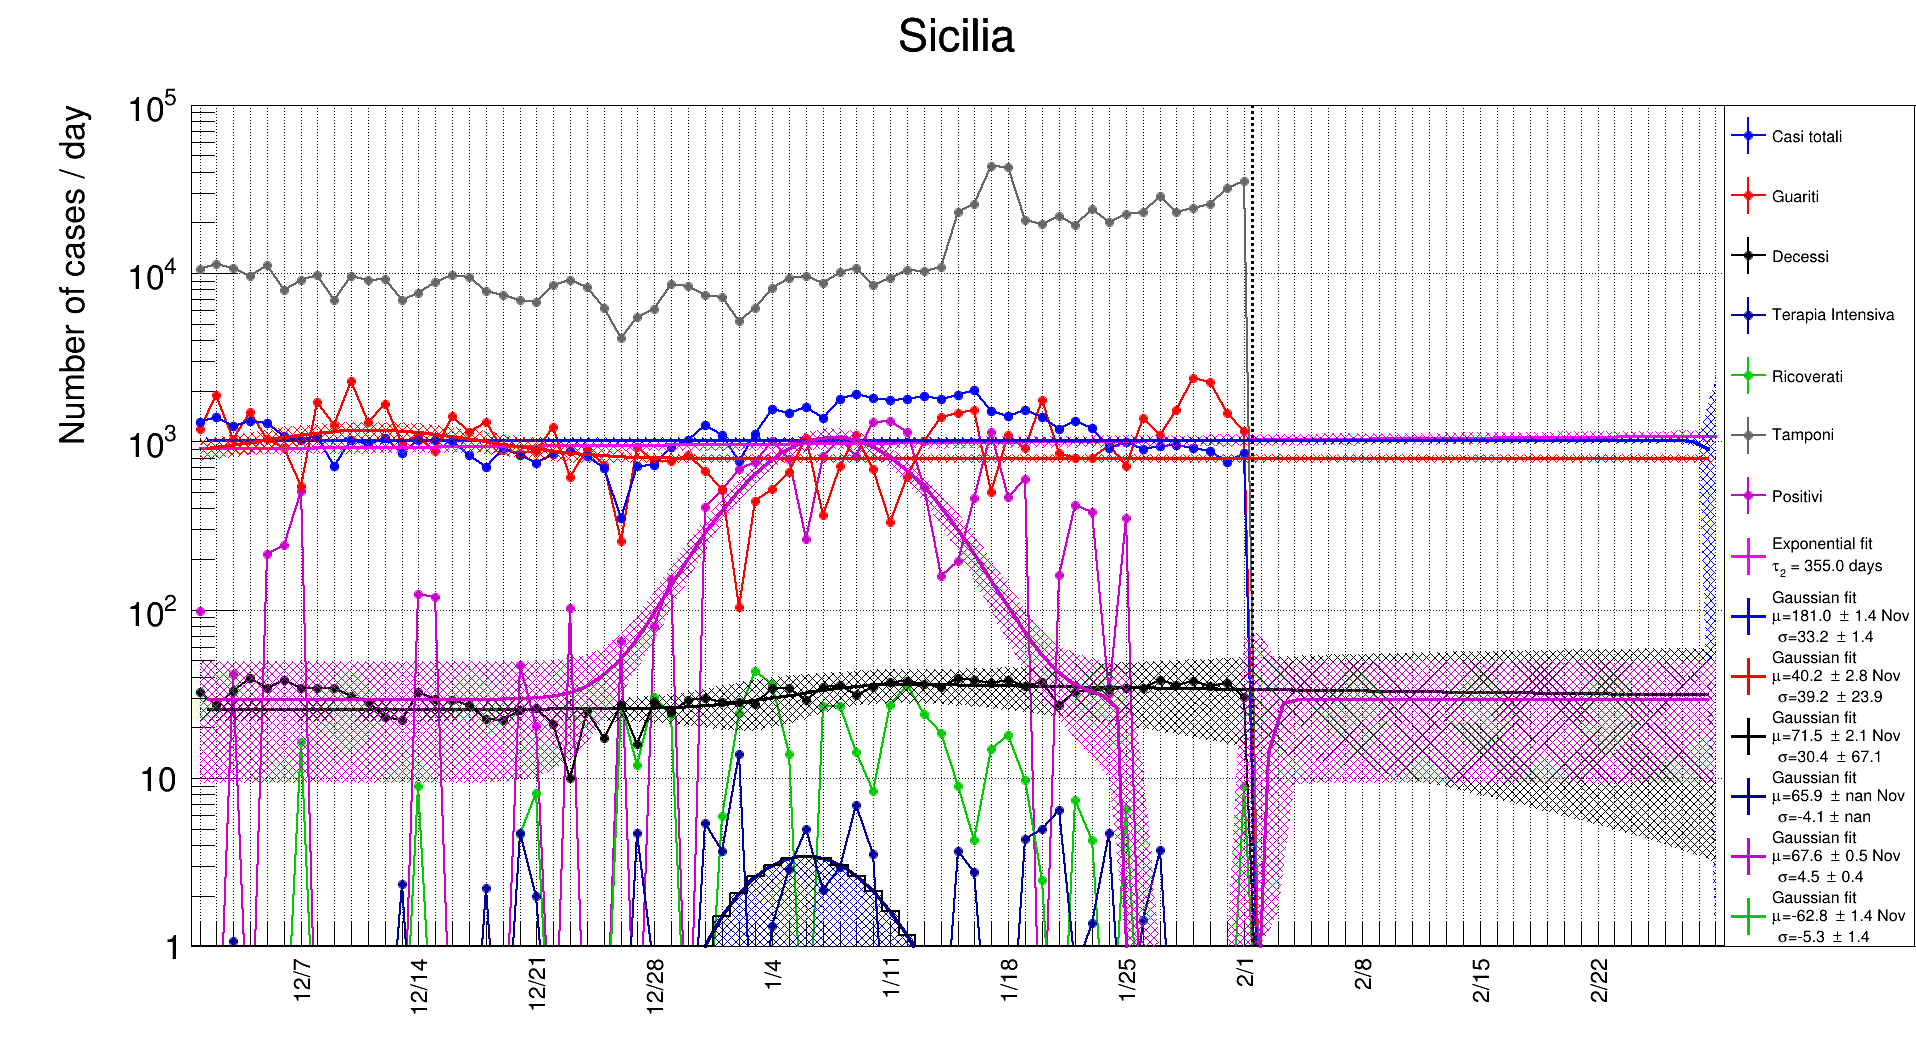 Sicilia
Number of cases / day
10^5
10^4
10^3
10^2
10
1
12/7
12/14
12/21
12/28
1/4
1/11
1/18
1/25
2/1
2/8
2/15
2/22
Casi totali
Guariti
Decessi
Terapia Intensiva
Ricoverati
Tamponi
Positivi
Exponential fit
τ₂ = 355.0 days
Gaussian fit
μ=181.0 ± 1.4 Nov
σ=33.2 ± 1.4
Gaussian fit
μ=40.2 ± 2.8 Nov
σ=39.2 ± 23.9
Gaussian fit
μ=71.5 ± 2.1 Nov
σ=30.4 ± 67.1
Gaussian fit
μ=65.9 ± nan Nov
σ=-4.1 ± nan
Gaussian fit
μ=67.6 ± 0.5 Nov
σ=4.5 ± 0.4
Gaussian fit
μ=-62.8 ± 1.4 Nov
σ=-5.3 ± 1.4